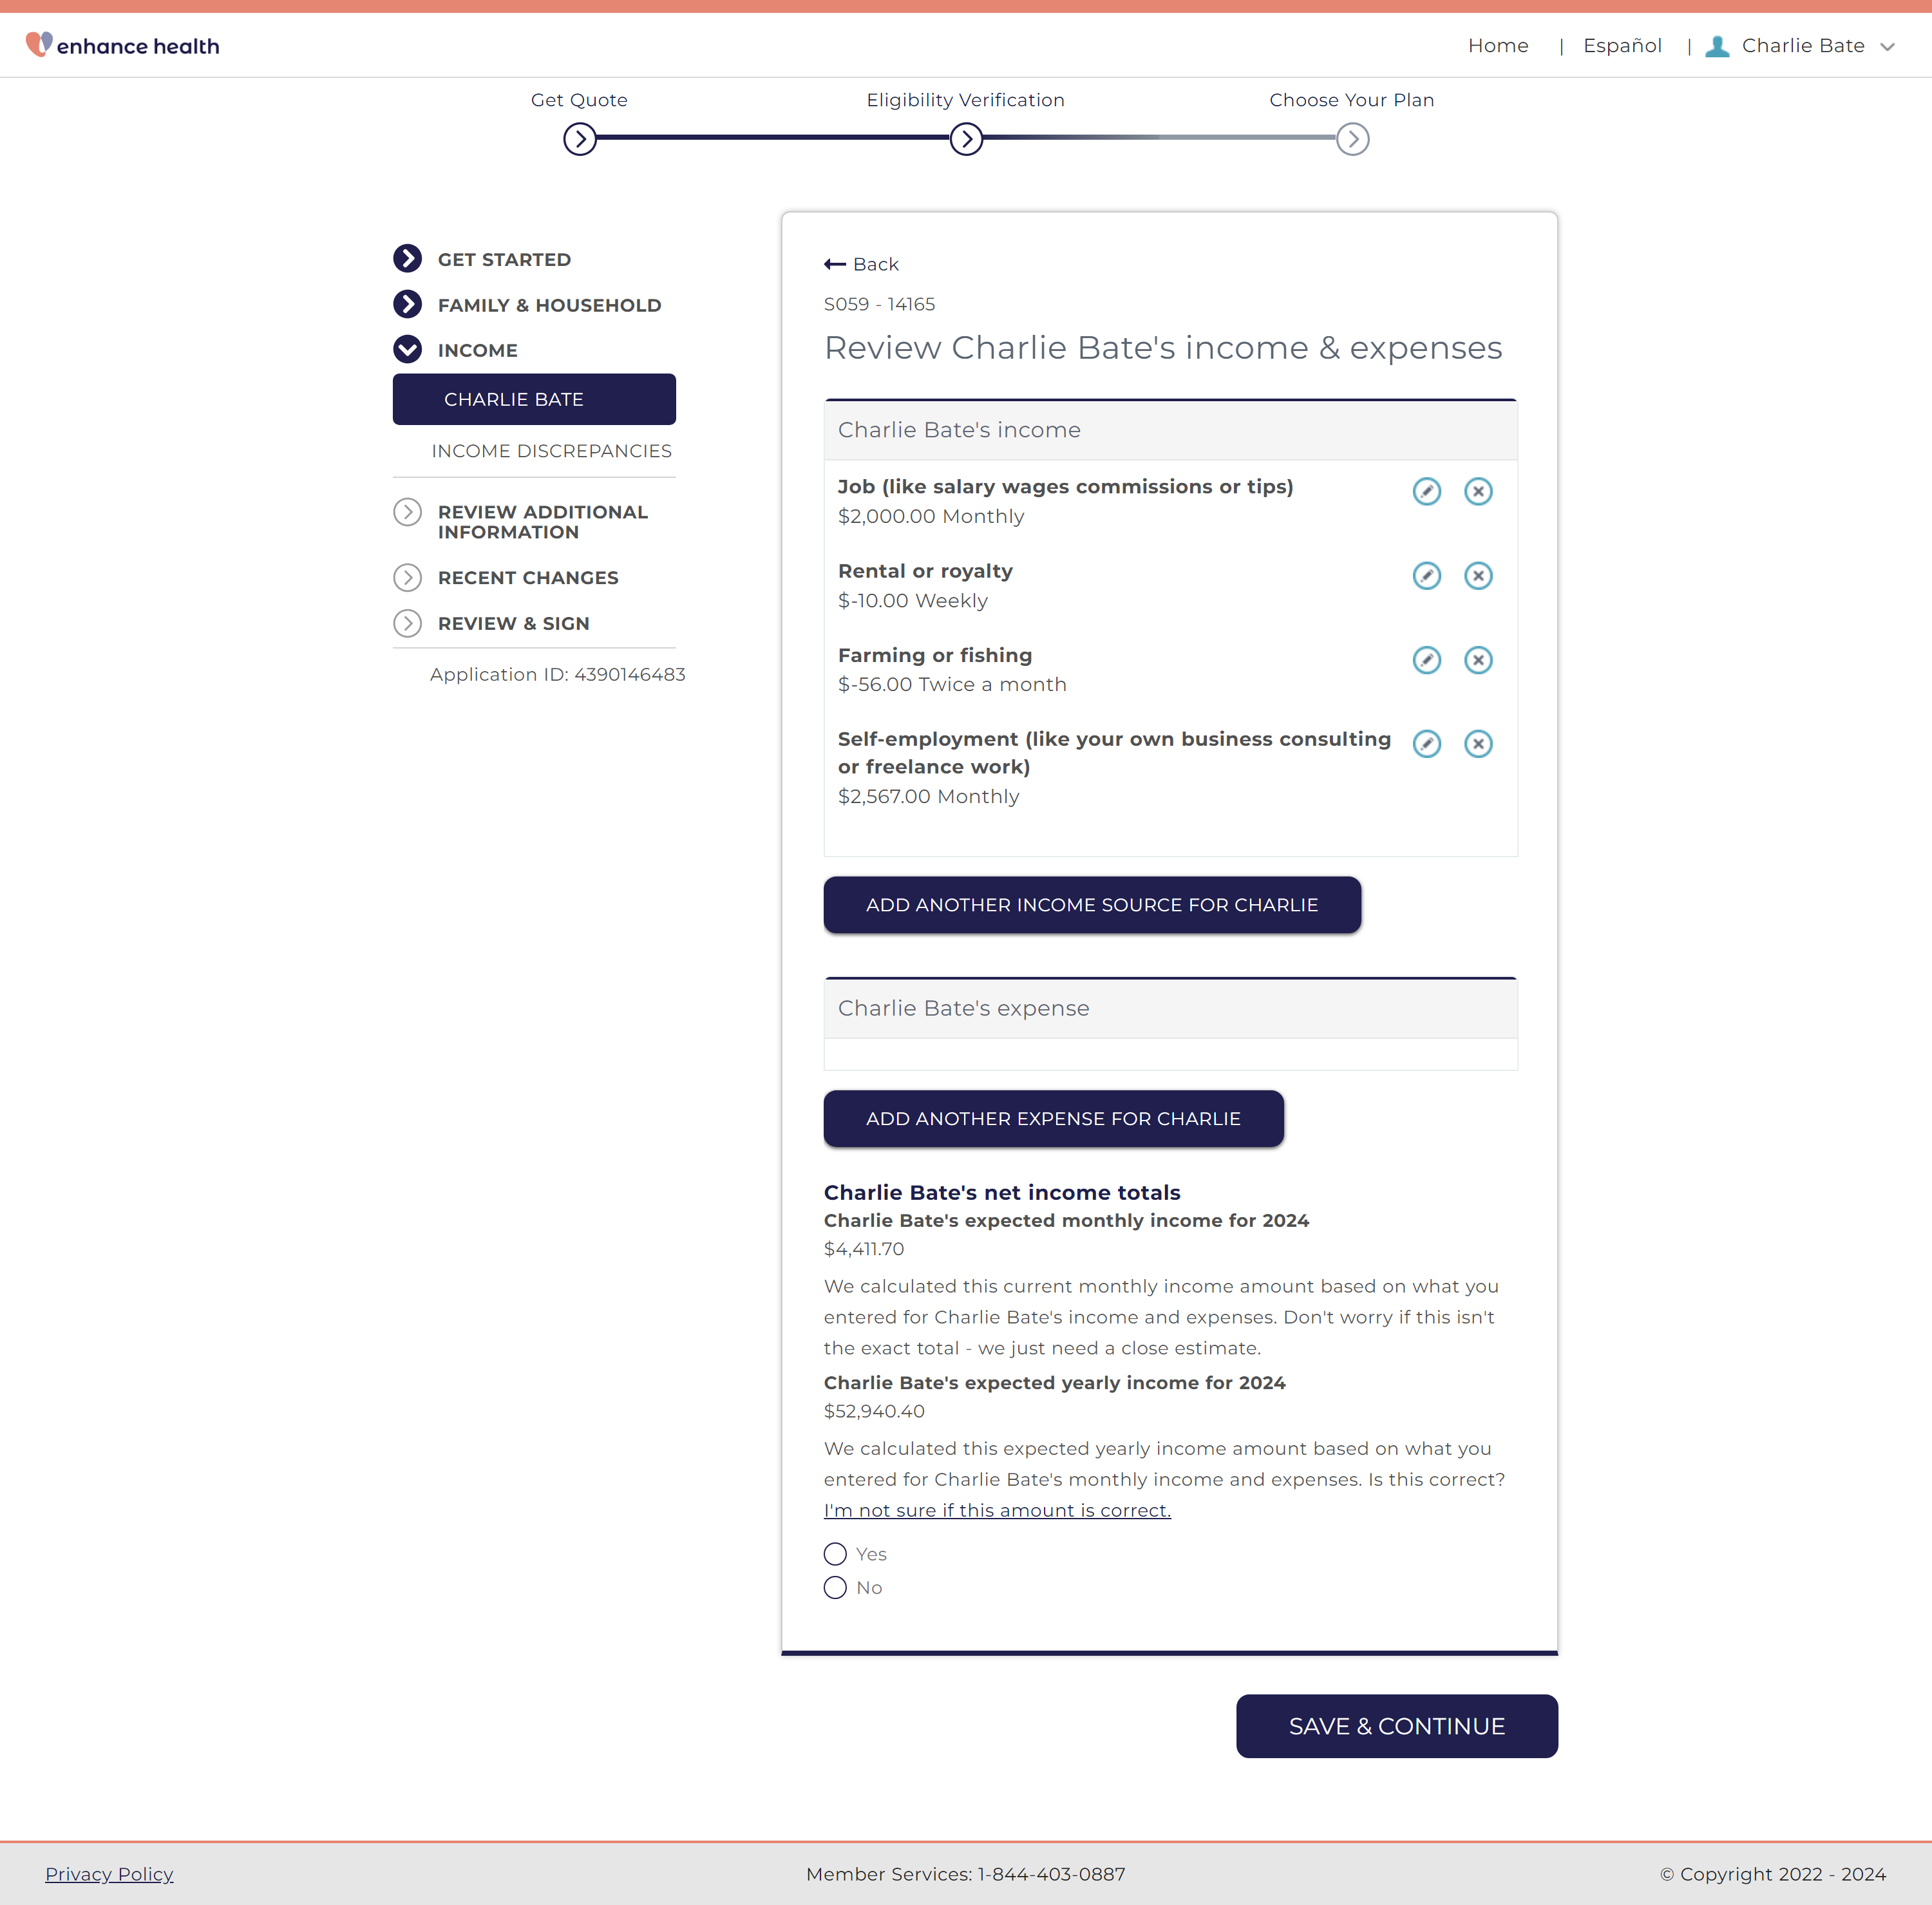 enhance health
Home | Español | Charlie Bate
Get Quote
Eligibility Verification
Choose Your Plan
GET STARTED
FAMILY & HOUSEHOLD
INCOME
CHARLIE BATE
INCOME DISCREPANCIES
REVIEW ADDITIONAL
INFORMATION
RECENT CHANGES
REVIEW & SIGN
Application ID: 4390146483
Back
S059 - 14165
Review Charlie Bate's income & expenses
Charlie Bate's income
Job (like salary wages commissions or tips)
$2,000.00 Monthly
Rental or royalty
$-10.00 Weekly
Farming or fishing
$-56.00 Twice a month
Self-employment (like your own business consulting
or freelance work)
$2,567.00 Monthly
ADD ANOTHER INCOME SOURCE FOR CHARLIE
Charlie Bate's expense
ADD ANOTHER EXPENSE FOR CHARLIE
Charlie Bate's net income totals
Charlie Bate's expected monthly income for 2024
$4,411.70
We calculated this current monthly income amount based on what you
entered for Charlie Bate's income and expenses. Don't worry if this isn't
the exact total - we just need a close estimate.
Charlie Bate's expected yearly income for 2024
$52,940.40
We calculated this expected yearly income amount based on what you
entered for Charlie Bate's monthly income and expenses. Is this correct?
I'm not sure if this amount is correct.
Yes
No
SAVE & CONTINUE
Privacy Policy
Member Services: 1-844-403-0887
© Copyright 2022 - 2024